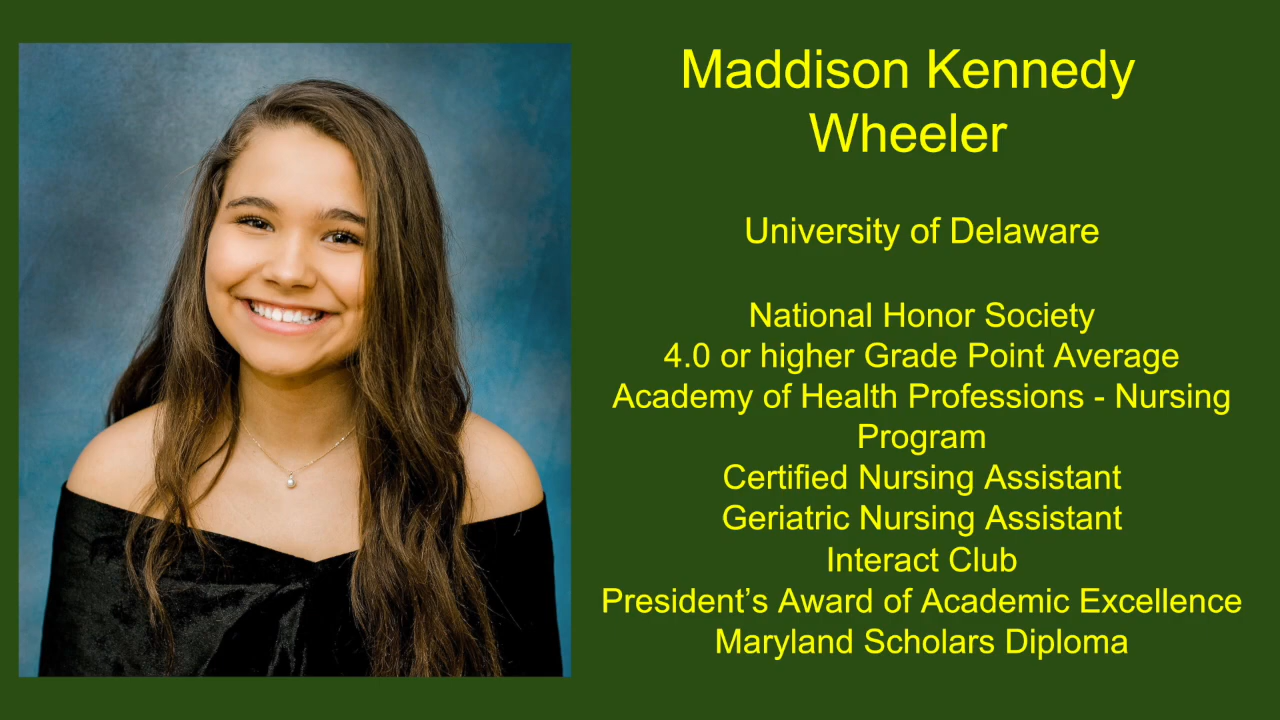 Maddison Kennedy
Wheeler
University of Delaware
National Honor Society
4.0 or higher Grade Point Average
Academy of Health Professions - Nursing
Program
Certified Nursing Assistant
Geriatric Nursing Assistant
Interact Club
President’s Award of Academic Excellence
Maryland Scholars Diploma